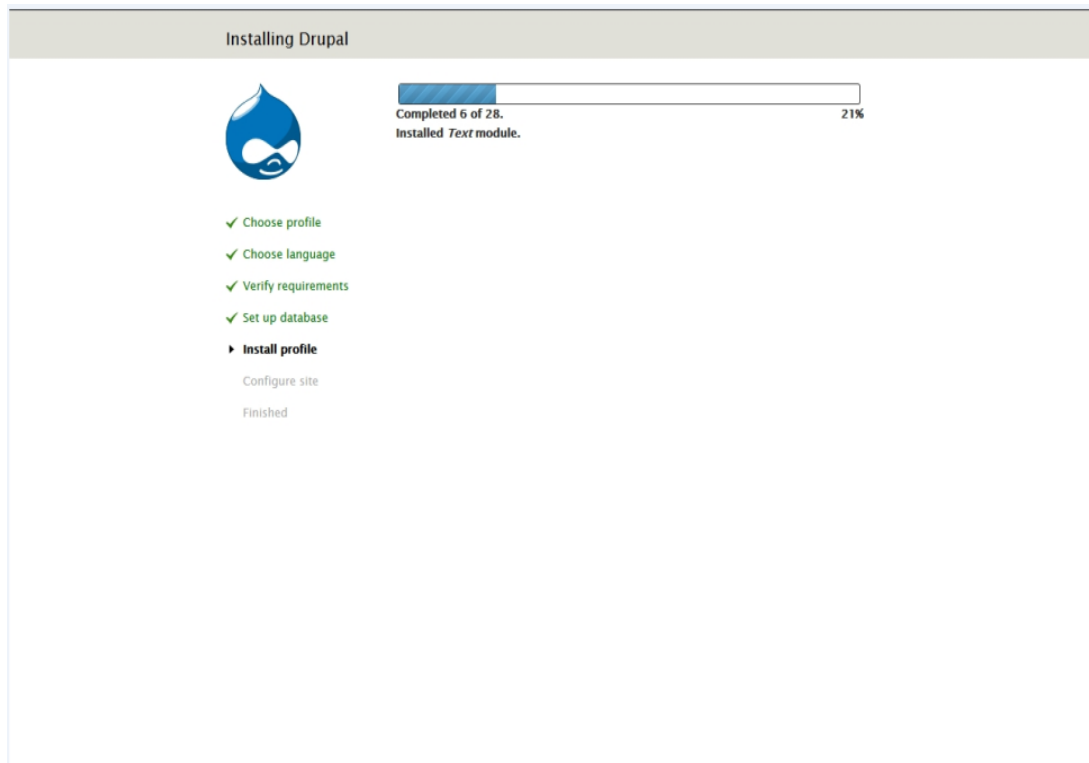 Installing Drupal
Completed 6 of 28. 21%
Installed Text module.
Choose profile
Choose language
Verify requirements
Set up database
Install profile
Configure site
Finished